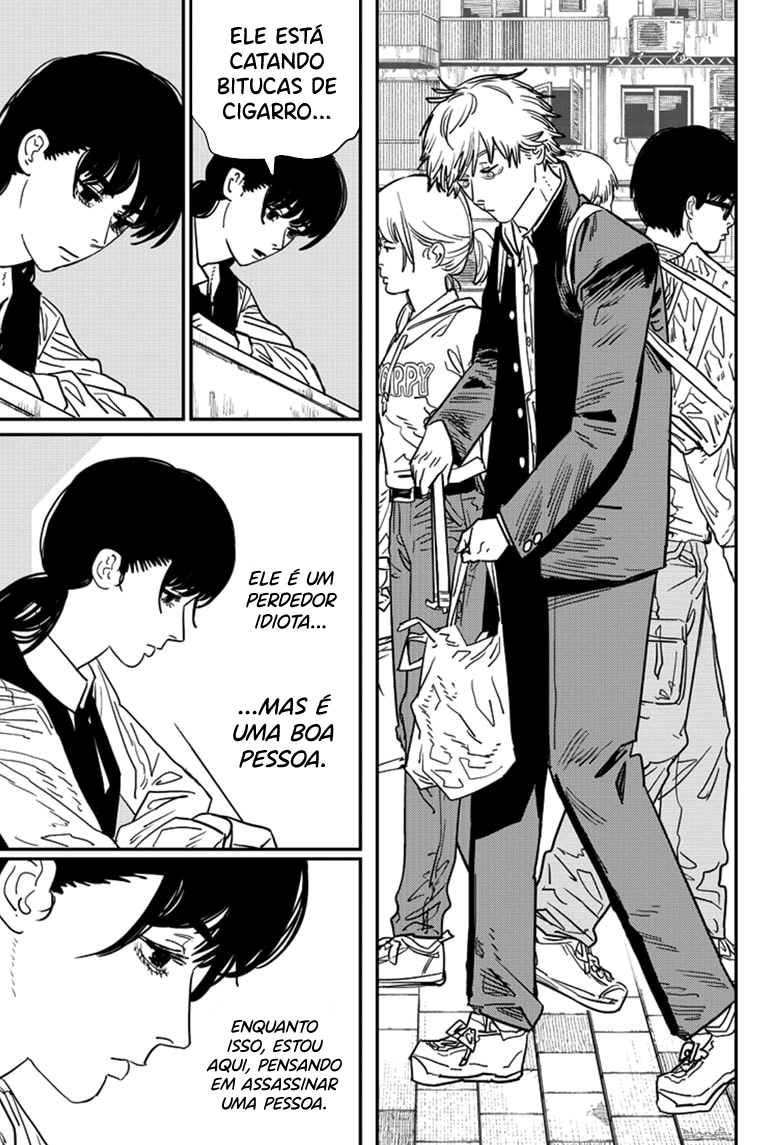 ELE ESTÁ
CATANDO
BITUCAS DE
CIGARRO...
APPY
ELE É UM
PERDEDOR
IDIOTA...
...MAS É
UMA BOA
PESSOA.
ENQUANTO
ISSO, ESTOU
AQUI, PENSANDO
EM ASSASSINAR
UMA PESSOA.